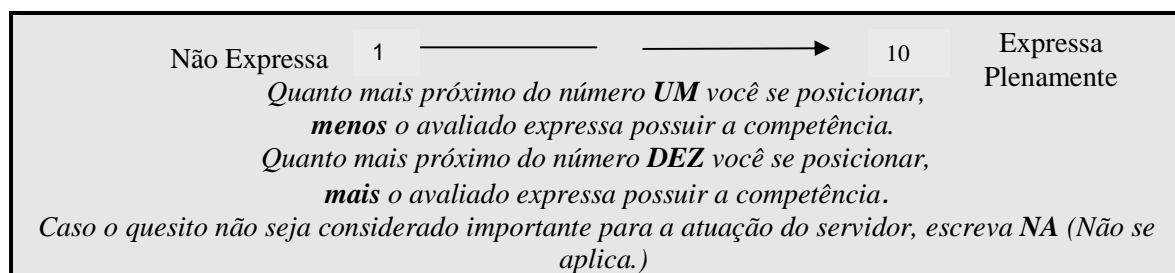 Não Expressa 1 10 Expressa Plenamente
Quanto mais próximo do número UM você se posicionar,
menos o avaliado expressa possuir a competência.
Quanto mais próximo do número DEZ você se posicionar,
mais o avaliado expressa possuir a competência.
Caso o quesito não seja considerado importante para a atuação do servidor, escreva NA (Não se
aplica.)